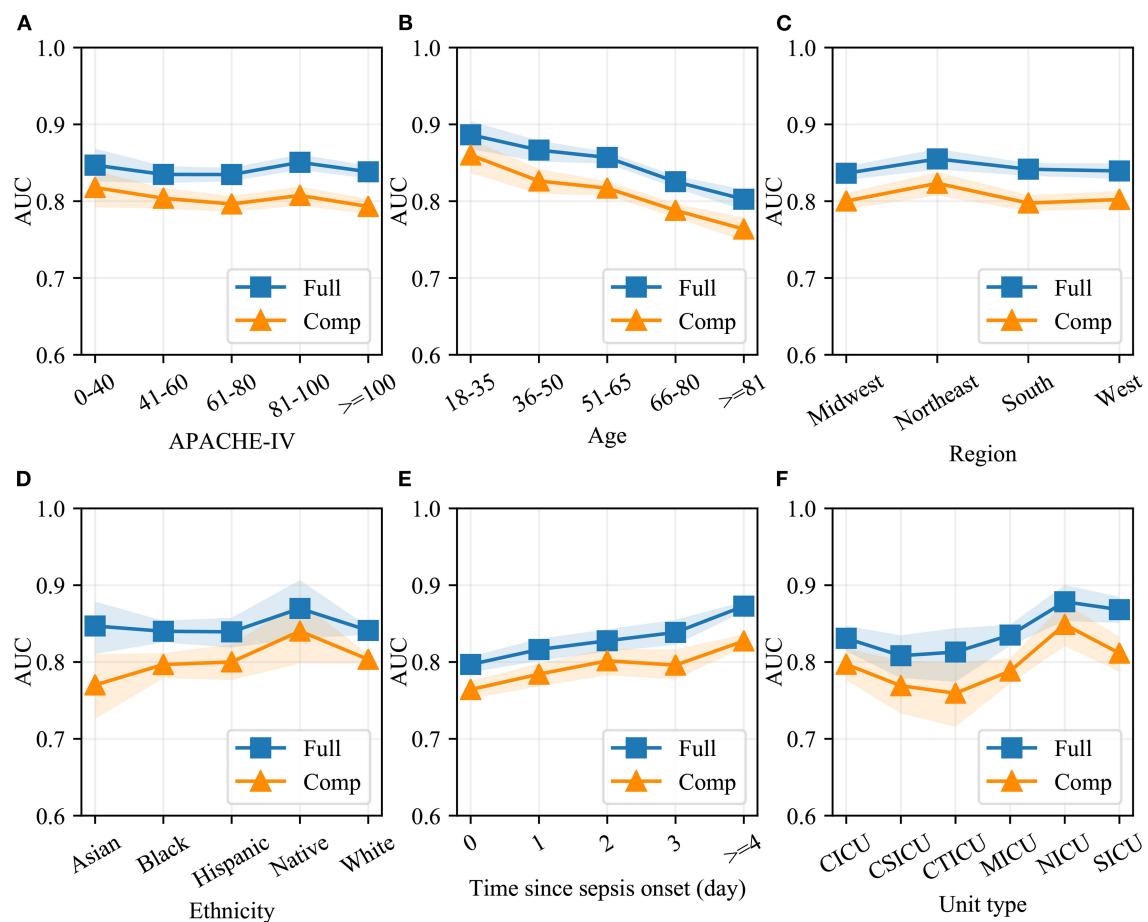 A
AUC
1.0
0.9
0.8
0.7
0.6
Full
Comp
0-40
41-60
61-80
81-100
>=100
APACHE-IV
B
AUC
1.0
0.9
0.8
0.7
0.6
Full
Comp
18-35
36-50
51-65
66-80
>=81
Age
C
AUC
1.0
0.9
0.8
0.7
0.6
Full
Comp
Midwest
Northeast
South
West
Region
D
AUC
1.0
0.9
0.8
0.7
0.6
Full
Comp
Asian
Black
Hispanic
Native
White
Ethnicity
E
AUC
1.0
0.9
0.8
0.7
0.6
Full
Comp
0
1
2
3
>=4
Time since sepsis onset (day)
F
AUC
1.0
0.9
0.8
0.7
0.6
Full
Comp
CICU
CSICU
CTICU
MICU
NICU
SICU
Unit type